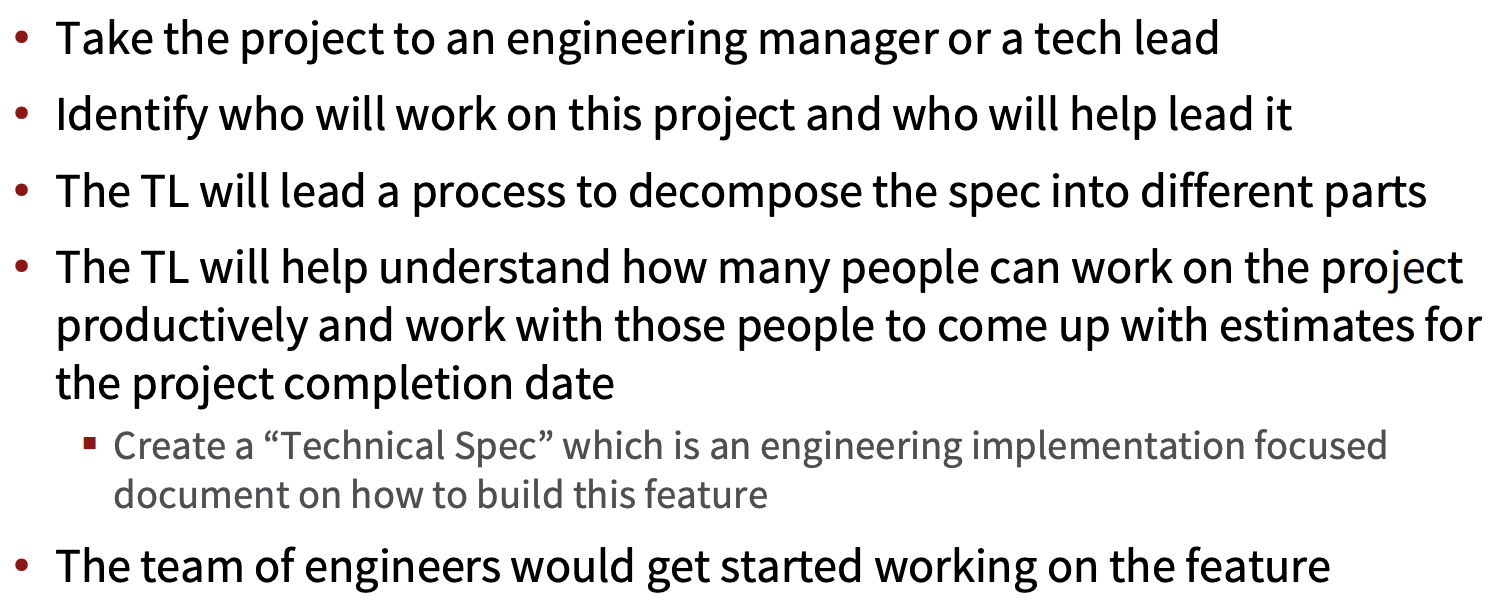 • Take the project to an engineering manager or a tech lead
• Identify who will work on this project and who will help lead it
• The TL will lead a process to decompose the spec into different parts
• The TL will help understand how many people can work on the project
productively and work with those people to come up with estimates for
the project completion date
▪ Create a “Technical Spec” which is an engineering implementation focused
document on how to build this feature
• The team of engineers would get started working on the feature